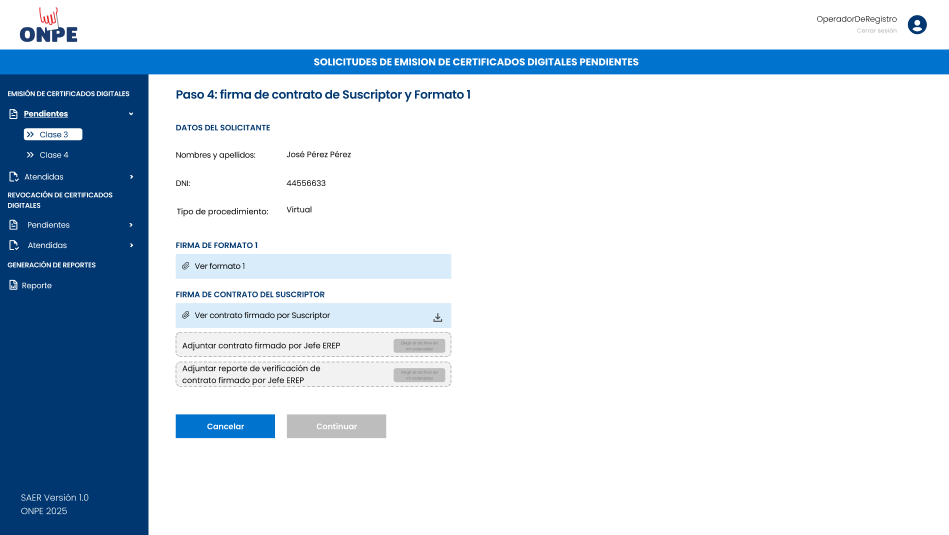 ONPE
OperadorDeRegistro
Cerrar sesión
SOLICITUDES DE EMISION DE CERTIFICADOS DIGITALES PENDIENTES
EMISIÓN DE CERTIFICADOS DIGITALES
Pendientes
Clase 3
Clase 4
Atendidas
REVOCACIÓN DE CERTIFICADOS
DIGITALES
Pendientes
Atendidas
GENERACIÓN DE REPORTES
Reporte
SAER Versión 1.0
ONPE 2025
Paso 4: firma de contrato de Suscriptor y Formato 1
DATOS DEL SOLICITANTE
Nombres y apellidos: José Pérez Pérez
DNI: 44556633
Tipo de procedimiento: Virtual
FIRMA DE FORMATO 1
Ver formato 1
FIRMA DE CONTRATO DEL SUSCRIPTOR
Ver contrato firmado por Suscriptor
Adjuntar contrato firmado por Jefe EREP
Adjuntar reporte de verificación de
contrato firmado por Jefe EREP
Cancelar
Continuar